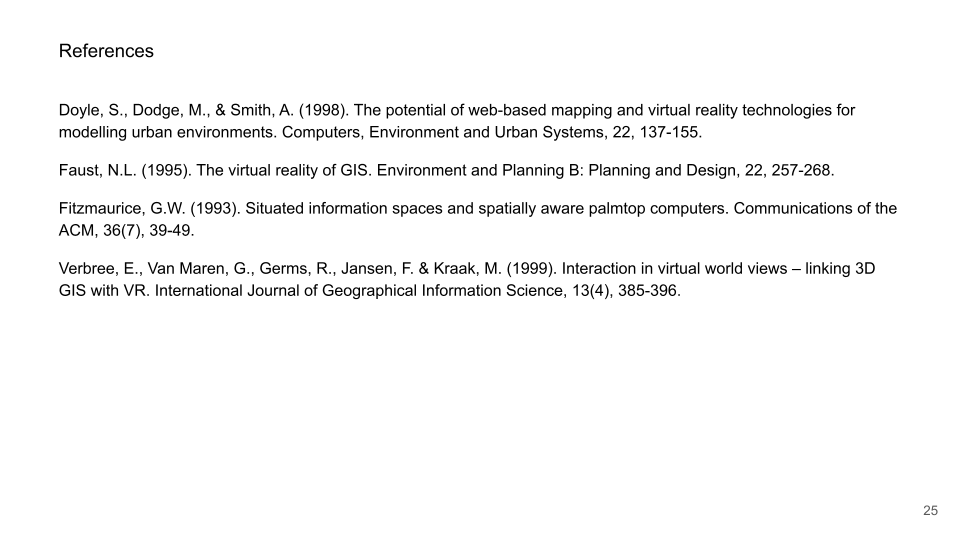 References
Doyle, S., Dodge, M., & Smith, A. (1998). The potential of web-based mapping and virtual reality technologies for
modelling urban environments. Computers, Environment and Urban Systems, 22, 137-155.
Faust, N.L. (1995). The virtual reality of GIS. Environment and Planning B: Planning and Design, 22, 257-268.
Fitzmaurice, G.W. (1993). Situated information spaces and spatially aware palmtop computers. Communications of the
ACM, 36(7), 39-49.
Verbree, E., Van Maren, G., Germs, R., Jansen, F. & Kraak, M. (1999). Interaction in virtual world views – linking 3D
GIS with VR. International Journal of Geographical Information Science, 13(4), 385-396.
25